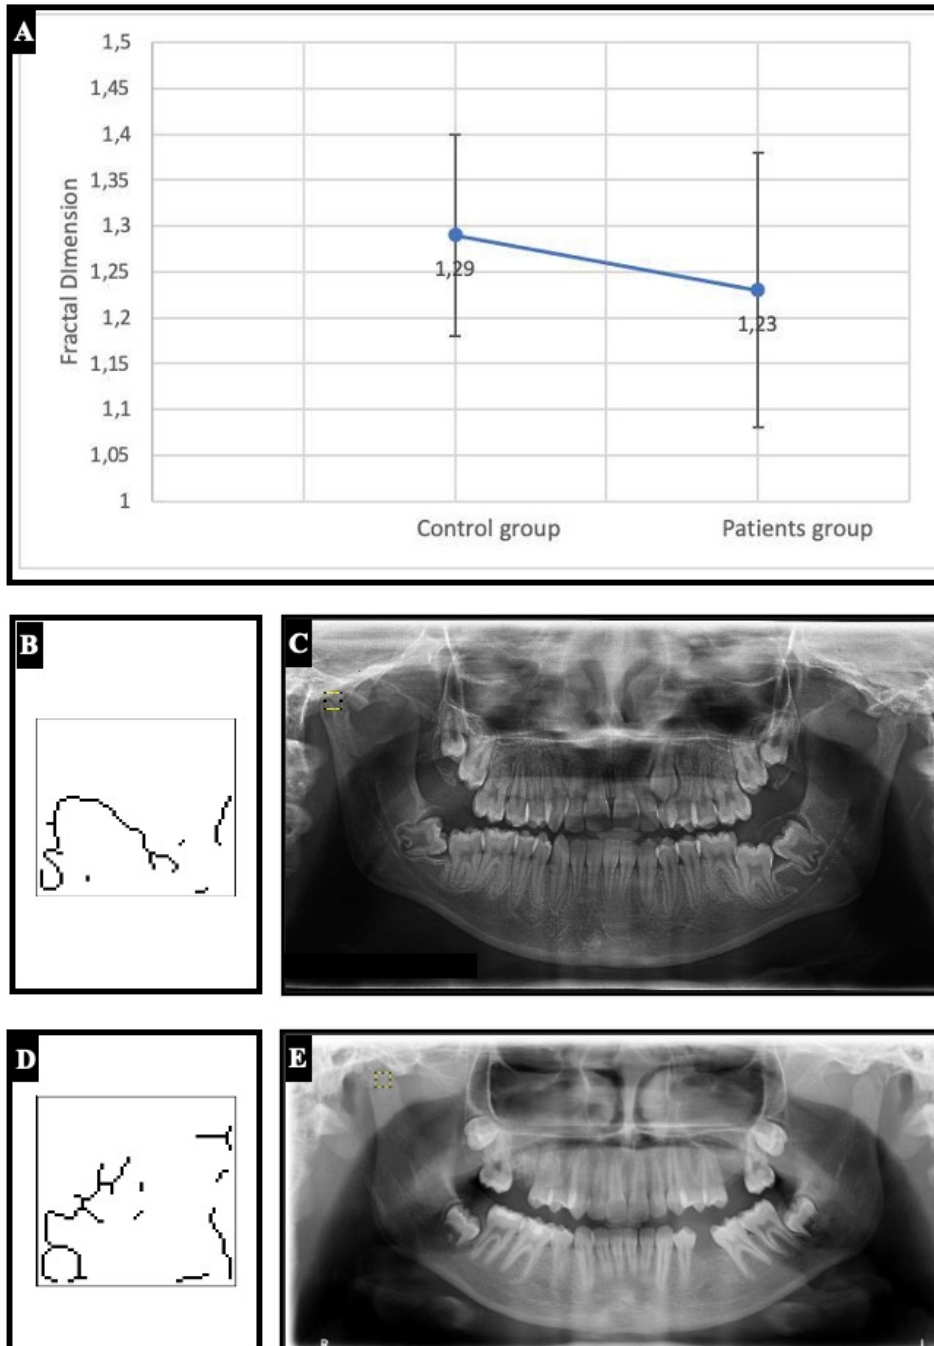 A
1,5
1,45
1,4
1,35
1,3
1,25
1,2
1,15
1,1
1,05
1
Fractal DImension
1,29
1,23
Control group
Patients group
B
C
D
E
R